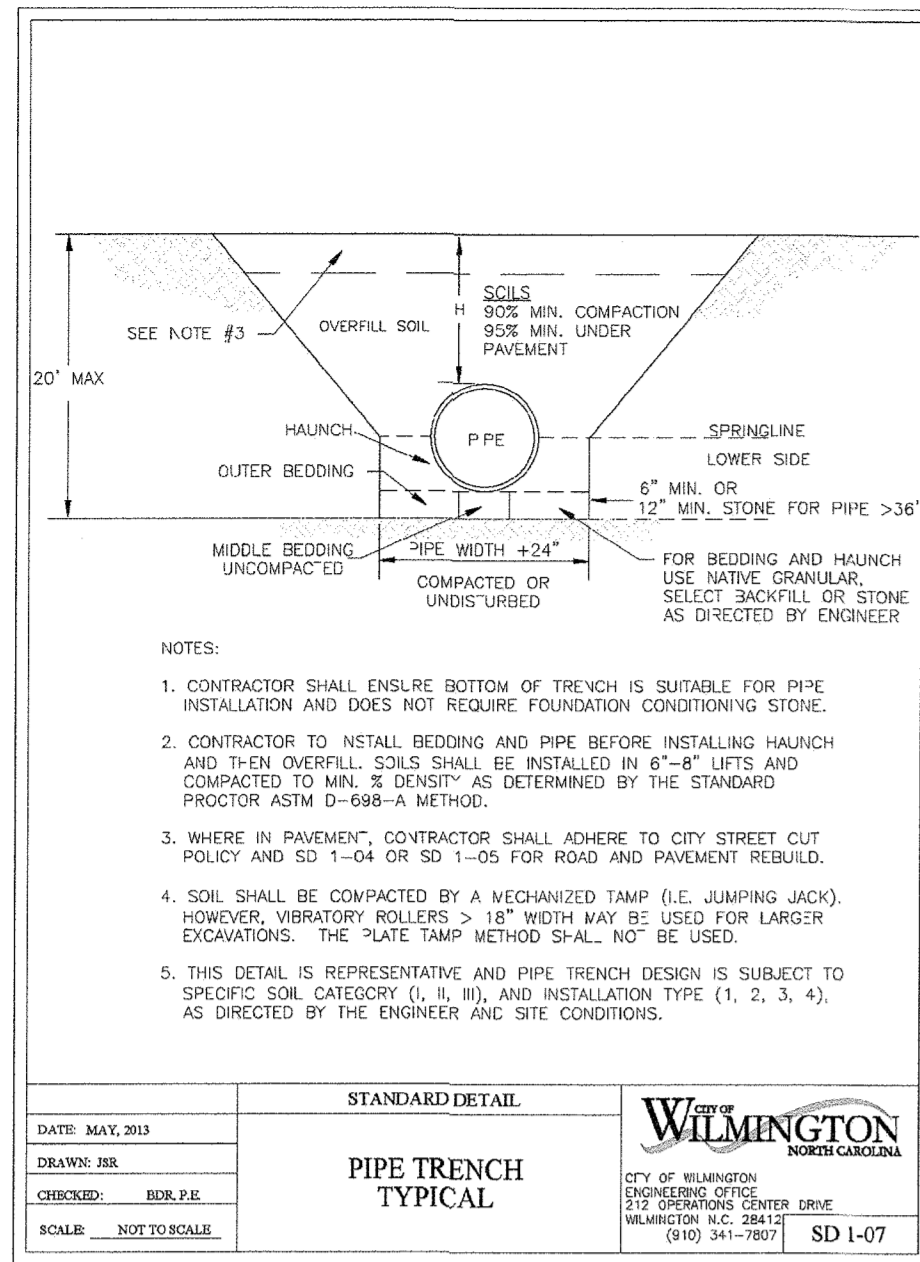 SOILS
90% MIN. COMPACTION
95% MIN. UNDER
PAVEMENT
H
OVERFILL SOIL
SEE NOTE #3
20' MAX
HAUNCH
PIPE
SPRINGLINE
OUTER BEDDING
LOWER SIDE
6" MIN. OR
12" MIN. STONE FOR PIPE >36"
MIDDLE BEDDING
UNCOMPACTED
PIPE WIDTH +24"
COMPACTED OR
UNDISTURBED
FOR BEDDING AND HAUNCH
USE NATIVE GRANULAR,
SELECT BACKFILL OR STONE
AS DIRECTED BY ENGINEER
NOTES:
1. CONTRACTOR SHALL ENSURE BOTTOM OF TRENCH IS SUITABLE FOR PIPE
INSTALLATION AND DOES NOT REQUIRE FOUNDATION CONDITIONING STONE.
2. CONTRACTOR TO INSTALL BEDDING AND PIPE BEFORE INSTALLING HAUNCH
AND THEN OVERFILL. SOILS SHALL BE INSTALLED IN 6"-8" LIFTS AND
COMPACTED TO MIN. % DENSITY AS DETERMINED BY THE STANDARD
PROCTOR ASTM D-698-A METHOD.
3. WHERE IN PAVEMENT, CONTRACTOR SHALL ADHERE TO CITY STREET CUT
POLICY AND SD 1-04 OR SD 1-05 FOR ROAD AND PAVEMENT REBUILD.
4. SOIL SHALL BE COMPACTED BY A MECHANIZED TAMP (I.E. JUMPING JACK).
HOWEVER, VIBRATORY ROLLERS > 18" WIDTH MAY BE USED FOR LARGER
EXCAVATIONS. THE PLATE TAMP METHOD SHALL NOT BE USED.
5. THIS DETAIL IS REPRESENTATIVE AND PIPE TRENCH DESIGN IS SUBJECT TO
SPECIFIC SOIL CATEGORY (I, II, III), AND INSTALLATION TYPE (1, 2, 3, 4),
AS DIRECTED BY THE ENGINEER AND SITE CONDITIONS.
STANDARD DETAIL
DATE: MAY, 2013
DRAWN: JSR
CHECKED: BDR, P.E.
SCALE: NOT TO SCALE
PIPE TRENCH
TYPICAL
CITY OF
WILMINGTON
NORTH CAROLINA
CITY OF WILMINGTON
ENGINEERING OFFICE
212 OPERATIONS CENTER DRIVE
WILMINGTON N.C. 28412
(910) 341-7807
SD 1-07